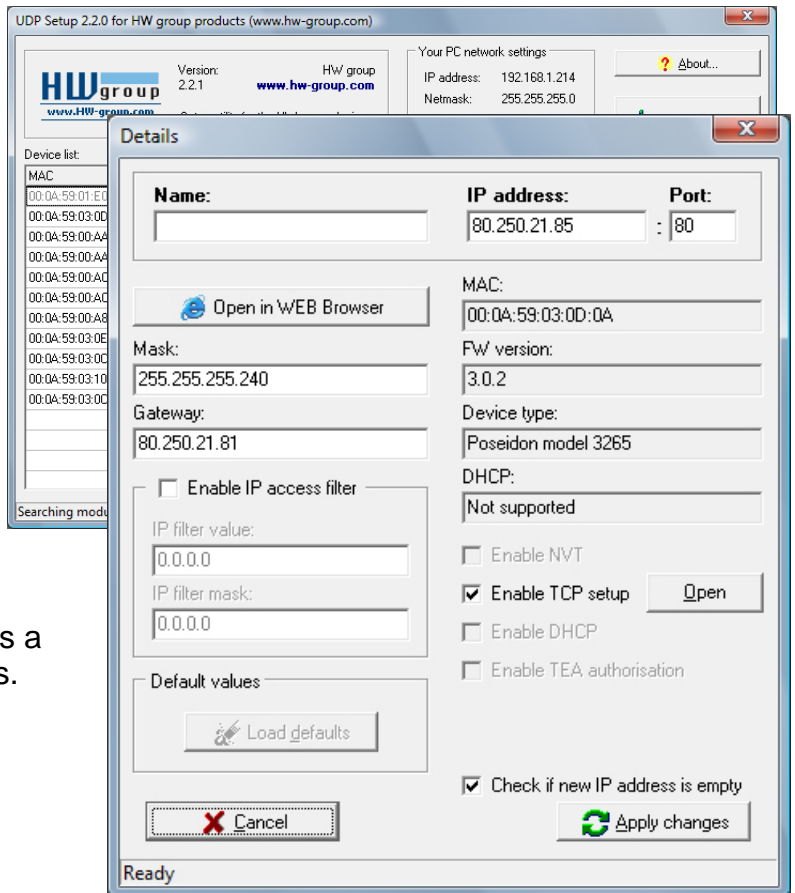 UDP Setup 2.2.0 for HW group products (www.hw-group.com)
HWgroup
www.HW-group.com
Version:
2.2.1
HW group
www.hw-group.com
Your PC network settings
IP address: 192.168.1.214
Netmask: 255.255.255.0
? About...
Device list:
MAC
00:0A:59:01:E0
00:0A:59:03:0D
00:0A:59:00:AA
00:0A:59:00:AA
00:0A:59:00:AC
00:0A:59:00:AC
00:0A:59:00:A8
00:0A:59:03:0E
00:0A:59:03:0C
00:0A:59:03:10
00:0A:59:03:0C
Searching modu
Details
Name:
IP address: Port:
80.250.21.85 : 80
Open in WEB Browser
MAC:
00:0A:59:03:0D:0A
Mask:
255.255.255.240
FW version:
3.0.2
Gateway:
80.250.21.81
Device type:
Poseidon model 3265
DHCP:
Not supported
Enable IP access filter
IP filter value:
0.0.0.0
IP filter mask:
0.0.0.0
Enable NVT
Enable TCP setup Open
Enable DHCP
Enable TEA authorisation
Default values
Load defaults
Check if new IP address is empty
Cancel
Apply changes
Ready
s a
s.